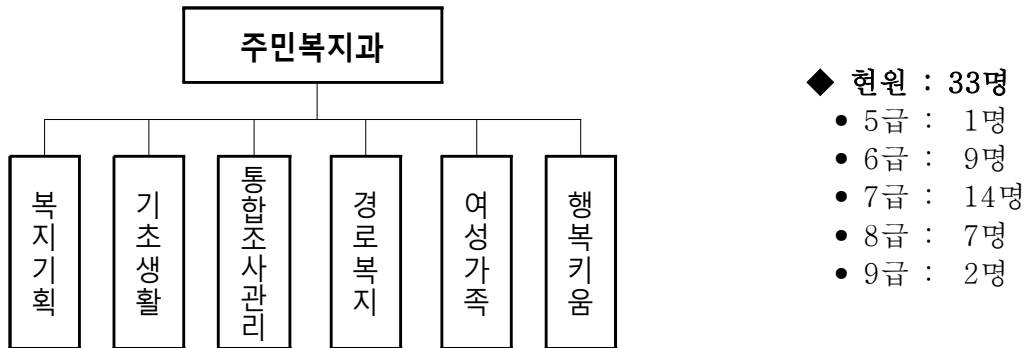 주민복지과
복지기획
기초생활
통합조사관리
경로복지
여성가족
행복키움
◆ 현원 : 33명
• 5급 : 1명
• 6급 : 9명
• 7급 : 14명
• 8급 : 7명
• 9급 : 2명